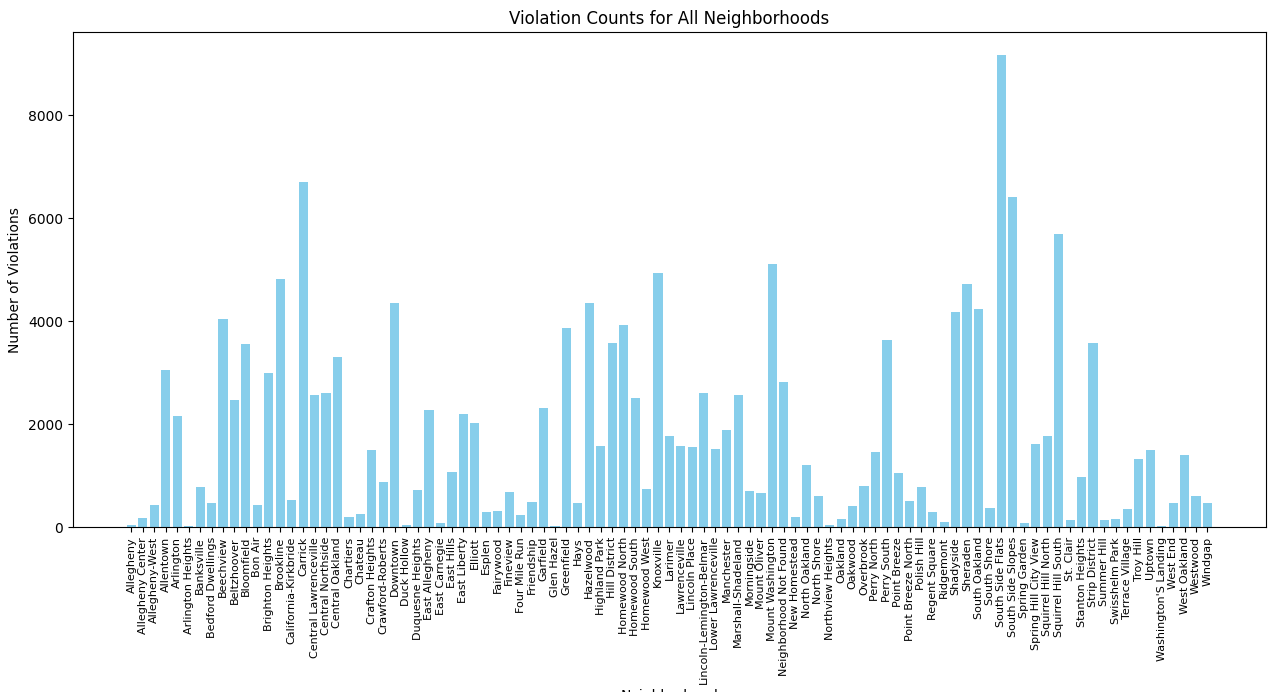 Violation Counts for All Neighborhoods
Number of Violations
8000
6000
4000
2000
0
Allegheny
Allegheny Center
Allegheny-West
Allentown
Arlington
Arlington Heights
Banksville
Bedford Dwellings
Beechview
Beltzhoover
Bloomfield
Bon Air
Brighton Heights
Brookline
California-Kirkbride
Carrick
Central Lawrenceville
Central Northside
Central Oakland
Chartiers
Chateau
Crafton Heights
Crawford-Roberts
Downtown
Duck Hollow
Duquesne Heights
East Allegheny
East Carnegie
East Hills
East Liberty
Elliott
Esplen
Fairywood
Fineview
Four Mile Run
Friendship
Garfield
Glen Hazel
Greenfield
Hays
Hazelwood
Highland Park
Hill District
Homewood North
Homewood South
Homewood West
Knoxville
Larimer
Lawrenceville
Lincoln Place
Lincoln-Lemington-Belmar
Lower Lawrenceville
Manchester
Marshall-Shadeland
Morningside
Mount Oliver
Mount Washington
Neighborhood Not Found
New Homestead
North Oakland
North Shore
Northview Heights
Oakland
Oakwood
Overbrook
Perry North
Perry South
Point Breeze
Point Breeze North
Polish Hill
Regent Square
Ridgemont
Shadyside
Sheraden
South Oakland
South Shore
South Side Flats
South Side Slopes
Spring Garden
Spring Hill City View
Squirrel Hill North
Squirrel Hill South
St. Clair
Stanton Heights
Strip District
Summer Hill
Swisshelm Park
Terrace Village
Troy Hill
Uptown
Washington'S Landing
West End
West Oakland
Westwood
Windgap